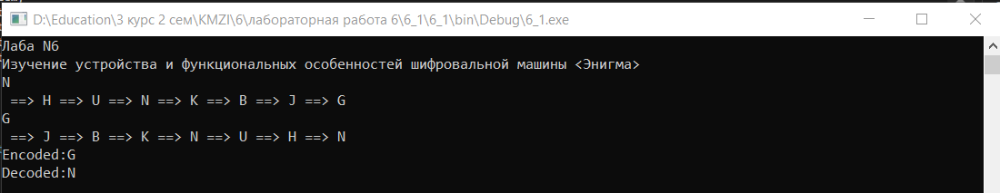 D:\Education\3 курс 2 сем\KMZI\6\лабораторная работа 6\6_1\6_1\bin\Debug\6_1.exe
Лаба N6
Изучение устройства и функциональных особенностей шифровальной машины <Энигма>
N
==> H ==> U ==> N ==> K ==> B ==> J ==> G
G
==> J ==> B ==> K ==> N ==> U ==> H ==> N
Encoded:G
Decoded:N